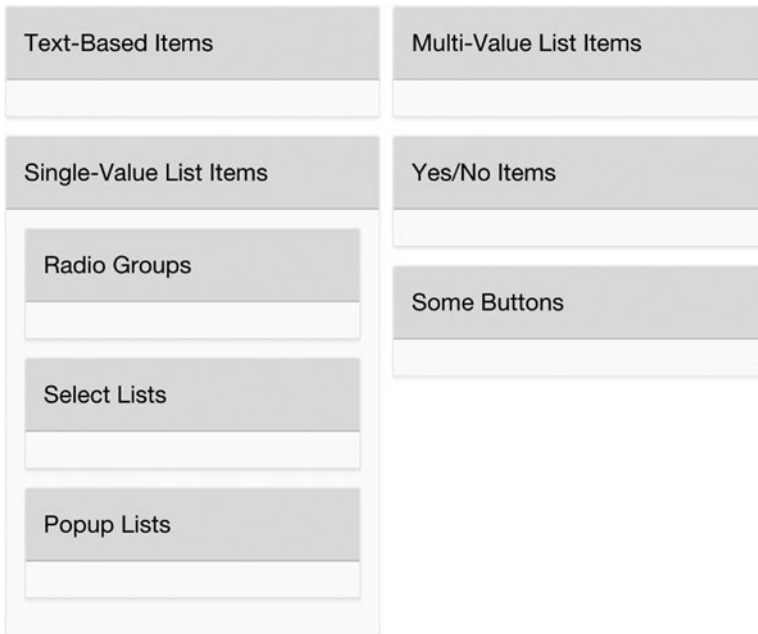 Text-Based Items
Single-Value List Items
Radio Groups
Select Lists
Popup Lists
Multi-Value List Items
Yes/No Items
Some Buttons